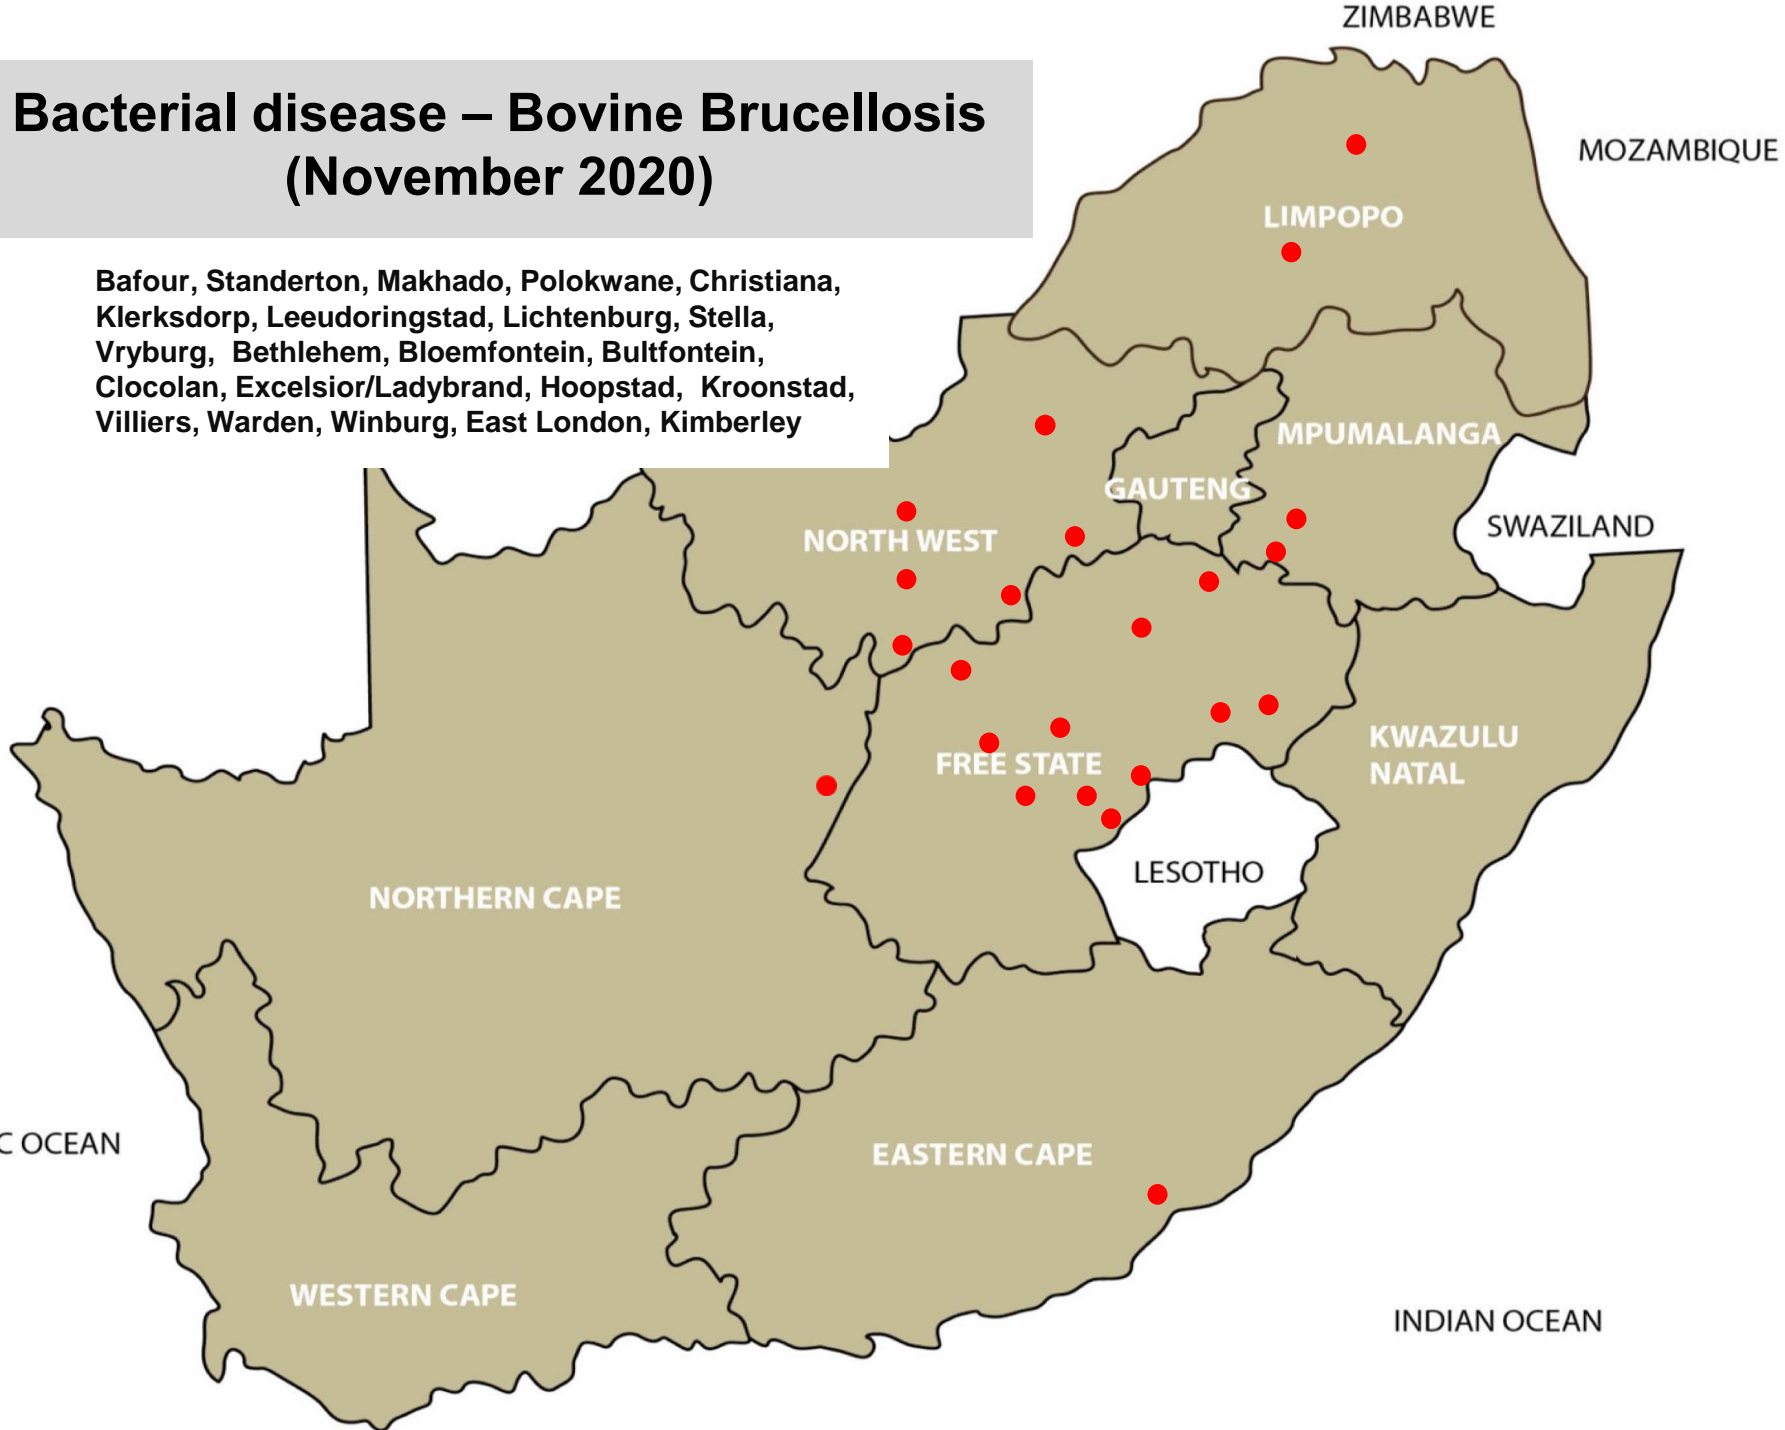 ZIMBABWE
Bacterial disease – Bovine Brucellosis
(November 2020)
MOZAMBIQUE
LIMPOPO
Bafour, Standerton, Makhado, Polokwane, Christiana,
Klerksdorp, Leeudoringstad, Lichtenburg, Stella,
Vryburg, Bethlehem, Bloemfontein, Bultfontein,
Clocolan, Excelsior/Ladybrand, Hoopstad, Kroonstad,
Villiers, Warden, Winburg, East London, Kimberley
MPUMALANGA
GAUTENG
SWAZILAND
NORTH WEST
KWAZULU
NATAL
FREE STATE
LESOTHO
NORTHERN CAPE
C OCEAN
EASTERN CAPE
WESTERN CAPE
INDIAN OCEAN